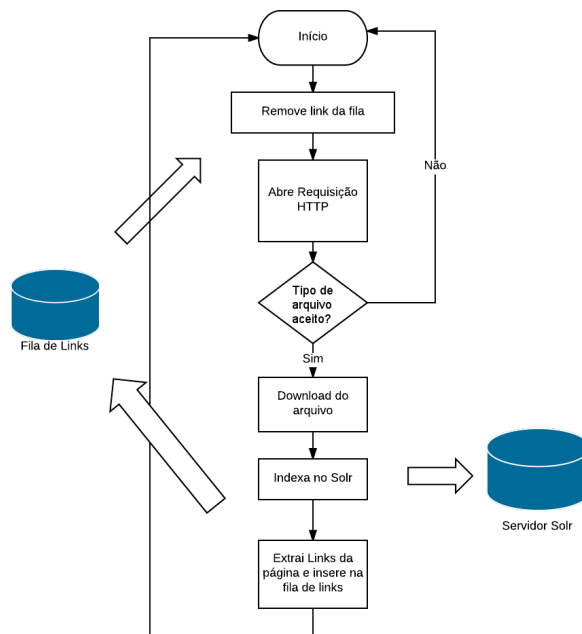 Início
Remove link da fila
Abre Requisição
HTTP
Não
Tipo de
arquivo
aceito?
Fila de Links
Sim
Download do
arquivo
Indexa no Solr
Servidor Solr
Extrai Links da
página e insere na
fila de links